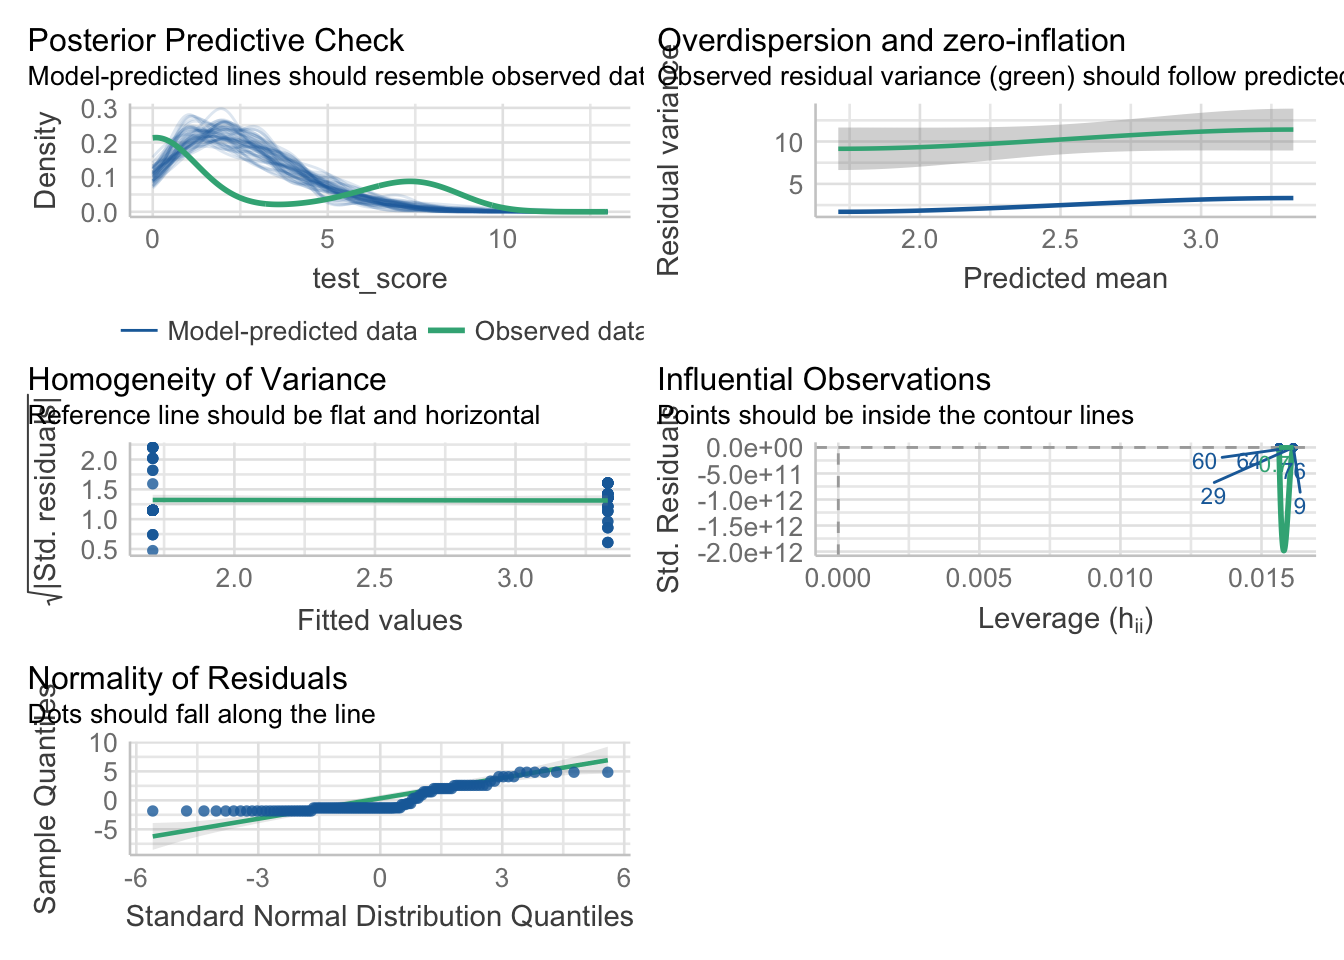 Posterior Predictive Check
Model-predicted lines should resemble observed dat
Density
0.3
0.2
0.1
0.0
0 5 10
test_score
Model-predicted data Observed data
Overdispersion and zero-inflation
Observed residual variance (green) should follow predicted
Residual variance
10
5
2.0 2.5 3.0
Predicted mean
Homogeneity of Variance
Reference line should be flat and horizontal
√|Std. residuals|
2.0
1.5
1.0
0.5
2.0 2.5 3.0
Fitted values
Influential Observations
Points should be inside the contour lines
Std. Residuals
0.0e+00
-5.0e+11
-1.0e+12
-1.5e+12
-2.0e+12
60 64 76
29 9
0.000 0.005 0.010 0.015
Leverage (hii)
Normality of Residuals
Dots should fall along the line
Sample Quantiles
10
5
0
-5
-6 -3 0 3 6
Standard Normal Distribution Quantiles